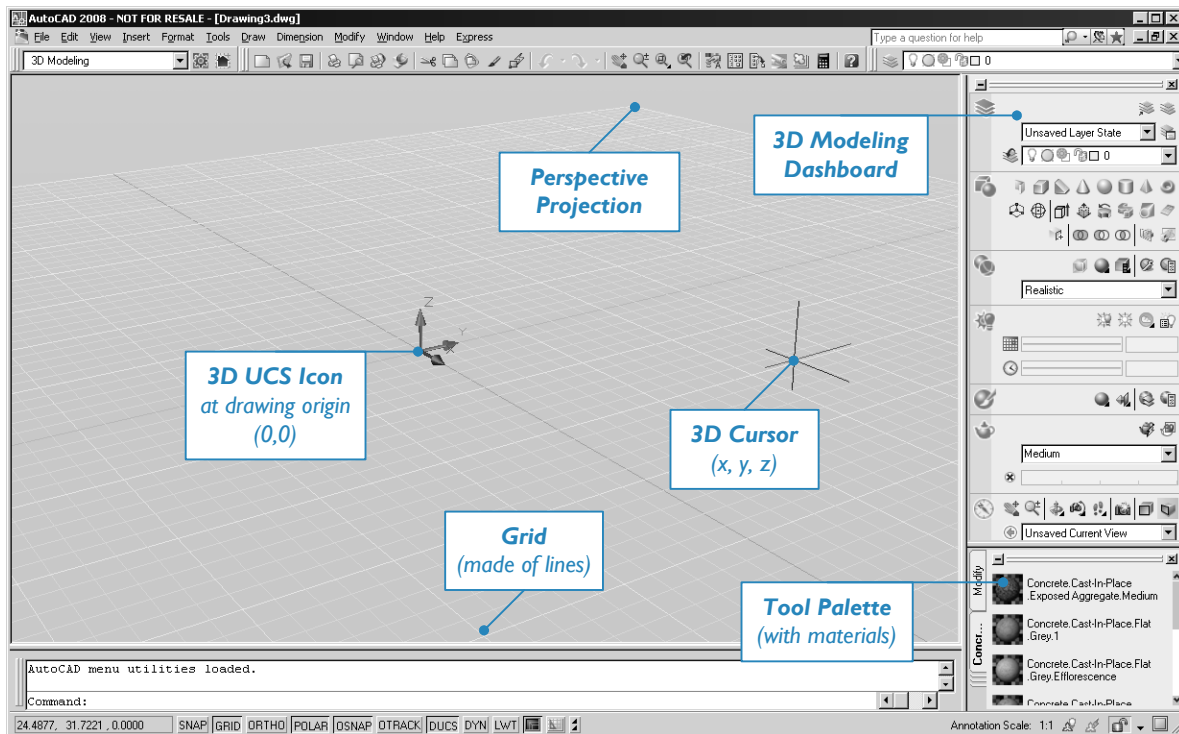 AutoCAD 2008 - NOT FOR RESALE - [Drawing3.dwg]
File Edit View Insert Format Tools Draw Dimension Modify Window Help Express
Type a question for help
3D Modeling
0
3D Modeling
Dashboard
Unsaved Layer State
0
Perspective
Projection
Realistic
Z
Y
X
3D UCS Icon
at drawing origin
(0,0)
3D Cursor
(x, y, z)
Medium
Grid
(made of lines)
Unsaved Current View
Tool Palette
(with materials)
Modify
Concr...
Concrete.Cast-In-Place
.Exposed Aggregate.Medium
Concrete.Cast-In-Place.Flat
.Grey.1
Concrete.Cast-In-Place.Flat
.Grey.Efflorescence
Concrete.Cast-In-Place
AutoCAD menu utilities loaded.
Command:
24.4877, 31.7221 , 0.0000 SNAP GRID ORTHO POLAR OSNAP OTRACK DUCS DYN LWT
Annotation Scale: 1:1